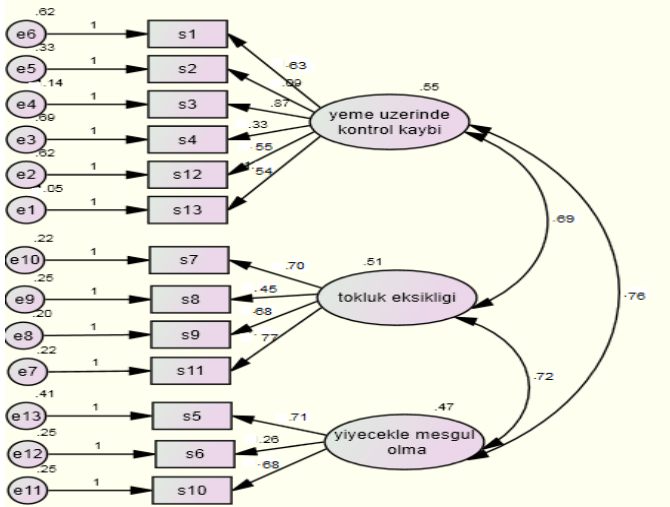 .62
e6 1 s1
.33
e5 1 s2
.14
e4 1 s3
.69
e3 1 s4
.62
e2 1 s12
.05
e1 1 s13
.63
.87
.33
.55
.54
.55
yeme uzerinde
kontrol kaybi
.22
e10 1 s7
.25
e9 1 s8
.20
e8 1 s9
.22
e7 1 s11
.70
.45
.68
.77
.51
tokluk eksikligi
.41
e13 1 s5
.25
e12 1 s6
.25
e11 1 s10
.71
.26
.68
.47
yiyecekle mesgul
olma
.69
.76
.72